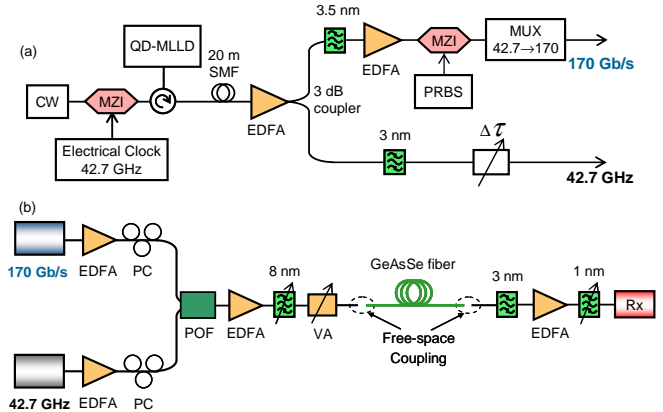 (a)
QD-MLLD
20 m
SMF
3.5 nm
EDFA
MZI
MUX
42.7→170
170 Gb/s
CW
MZI
EDFA
3 dB
coupler
PRBS
Electrical Clock
42.7 GHz
3 nm
Δτ
42.7 GHz
(b)
170 Gb/s
EDFA
PC
POF
EDFA
8 nm
VA
GeAsSe fiber
Free-space
Coupling
3 nm
EDFA
1 nm
Rx
42.7 GHz
EDFA
PC